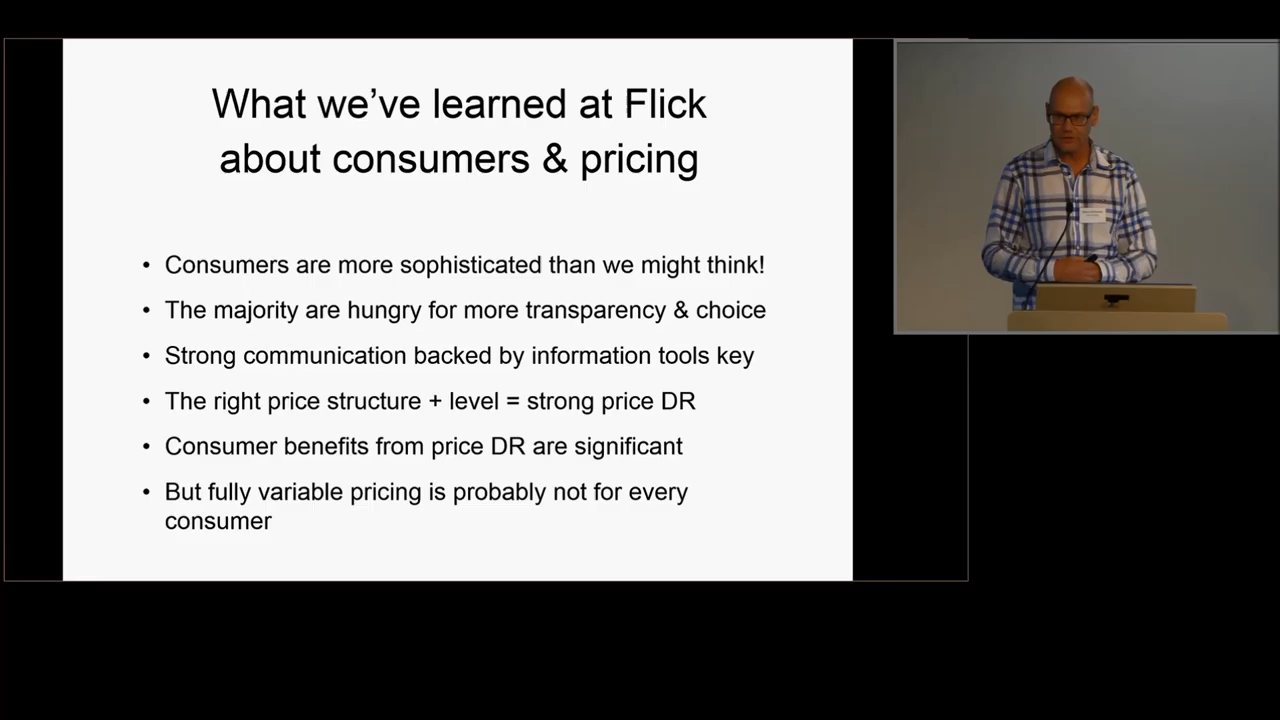 What we've learned at Flick
about consumers & pricing
• Consumers are more sophisticated than we might think!
• The majority are hungry for more transparency & choice
• Strong communication backed by information tools key
• The right price structure + level = strong price DR
• Consumer benefits from price DR are significant
• But fully variable pricing is probably not for every
consumer